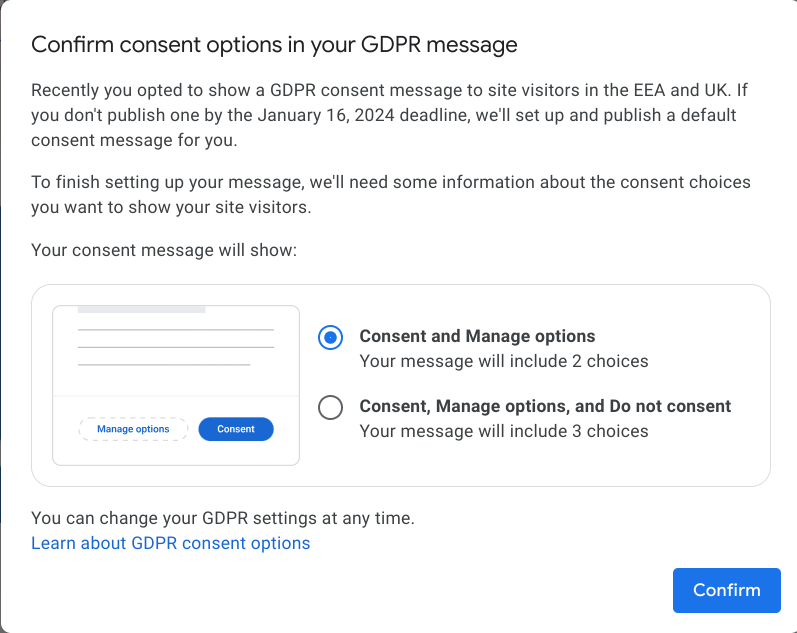 Confirm consent options in your GDPR message
Recently you opted to show a GDPR consent message to site visitors in the EEA and UK. If
you don't publish one by the January 16, 2024 deadline, we'll set up and publish a default
consent message for you.
To finish setting up your message, we'll need some information about the consent choices
you want to show your site visitors.
Your consent message will show:
Manage options
Consent
Consent and Manage options
Your message will include 2 choices
Consent, Manage options, and Do not consent
Your message will include 3 choices
You can change your GDPR settings at any time.
Learn about GDPR consent options
Confirm